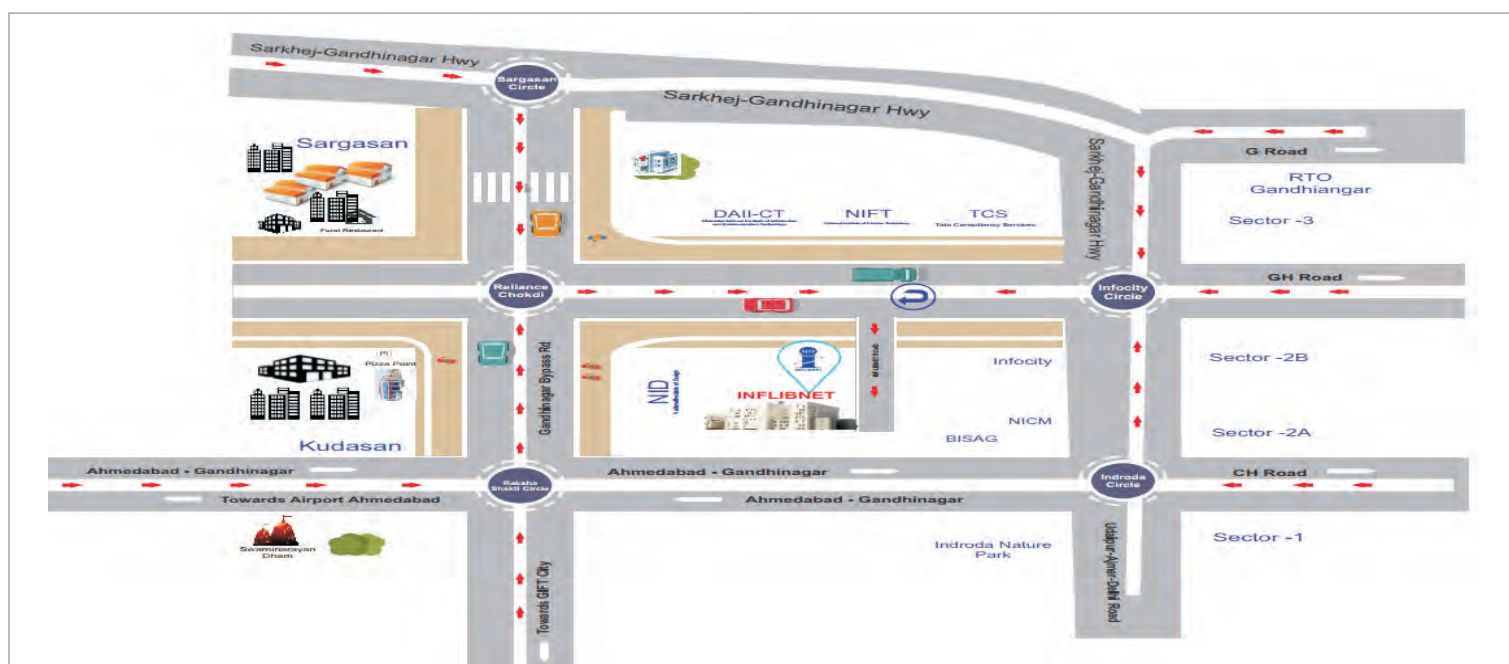 Sarkhej-Gandhinagar Hwy
Sargasan
Circle
Sarkhej-Gandhinagar Hwy
Sarkhej-Gandhinagar Hwy
G Road
Sargasan
RTO
Gandhiangar
Sector -3
DAII-CT
NIFT
TCS
Tata Consultancy Services
Reliance
Chokdi
Infocity
Circle
GH Road
Pizza Point
Gandhinagar Bypass Rd
NID
INFLIBNET
Infocity
Sector -2B
NICM
BISAG
Sector -2A
Kudasan
Ahmedabad - Gandhinagar
Ahmedabad - Gandhinagar
CH Road
Raksha
Shakti Circle
Indroda
Circle
Towards Airport Ahmedabad
Ahmedabad - Gandhinagar
Swaminarayan
Dham
Towards GIFT City
Indroda Nature
Park
Udaipur-Ajmer-Delhi Road
Sector -1